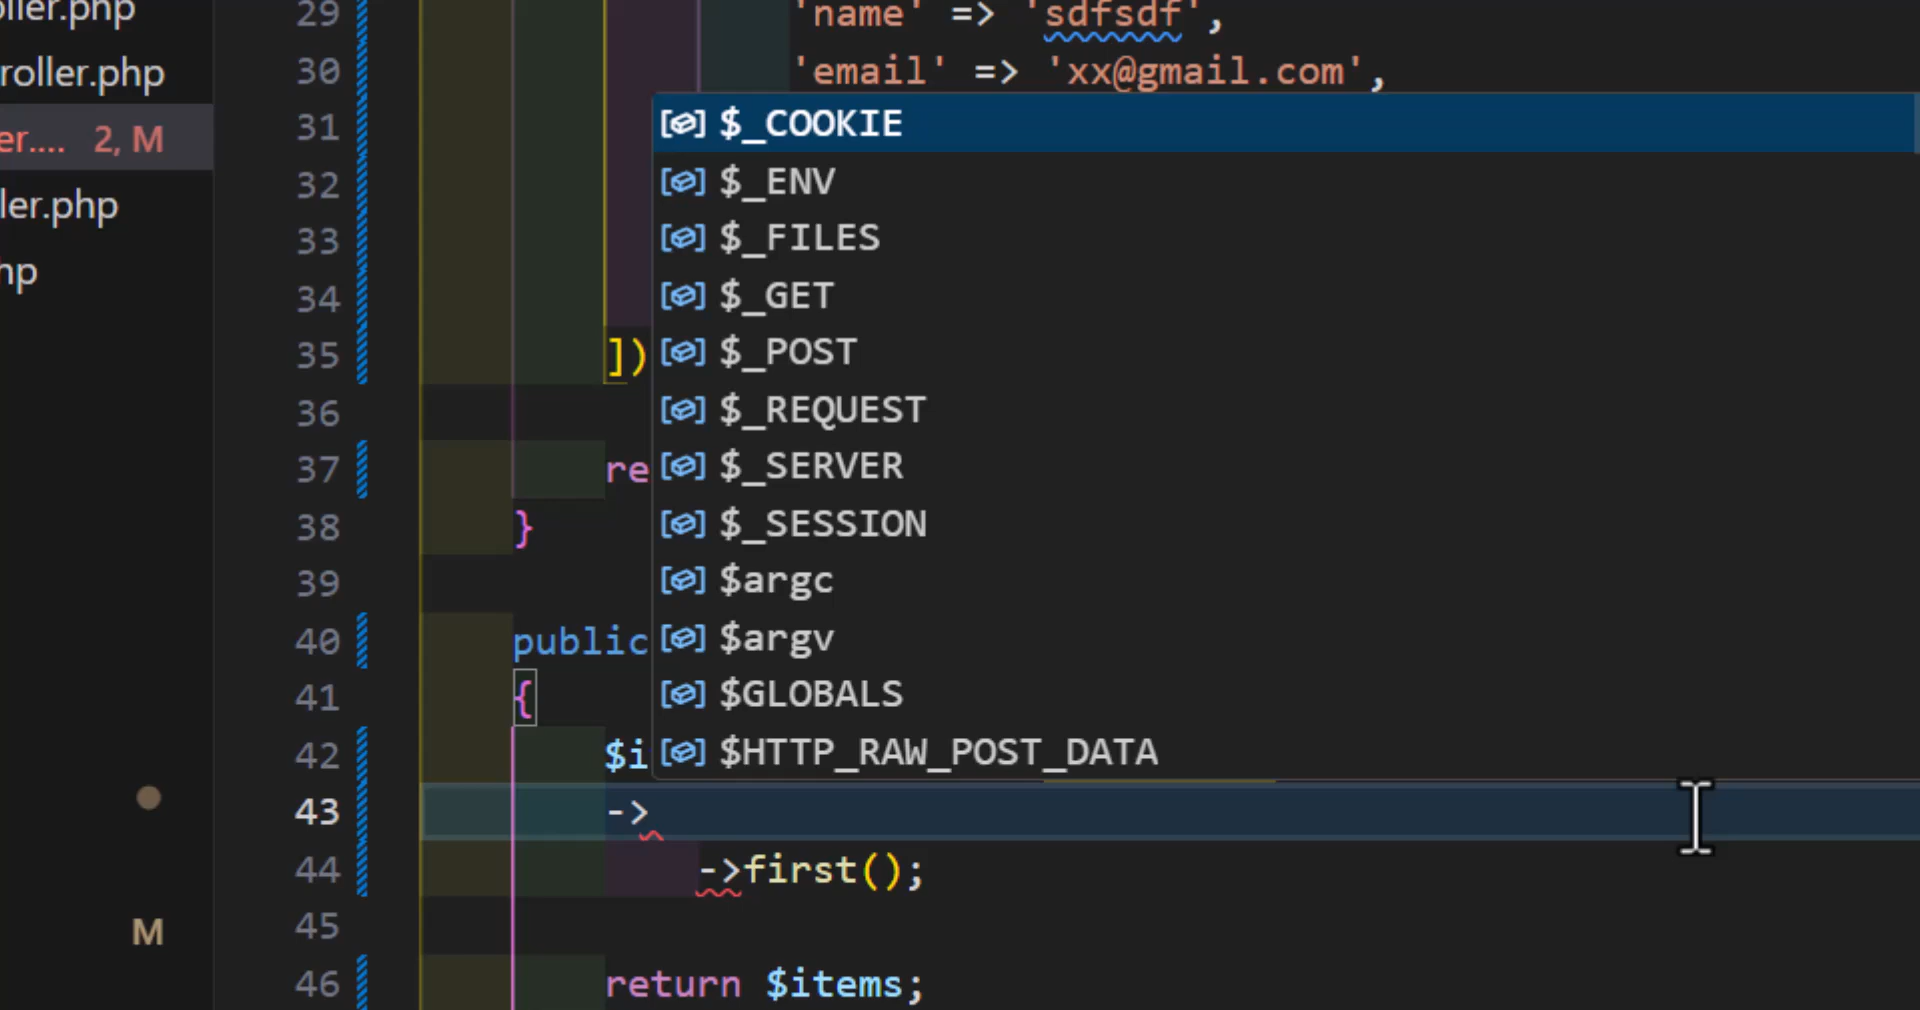 ller.php
roller.php
er.... 2, M
ler.php
hp
M
29 'name' => 'sdfsdf',
30 'email' => 'xx@gmail.com',
31
32
33
34
35 ])
36
37 re
38 }
39
40 public
41 {
42 $i
43 ->
44 ->first();
45
46 return $items;
$_COOKIE
$_ENV
$_FILES
$_GET
$_POST
$_REQUEST
$_SERVER
$_SESSION
$argc
$argv
$GLOBALS
$HTTP_RAW_POST_DATA